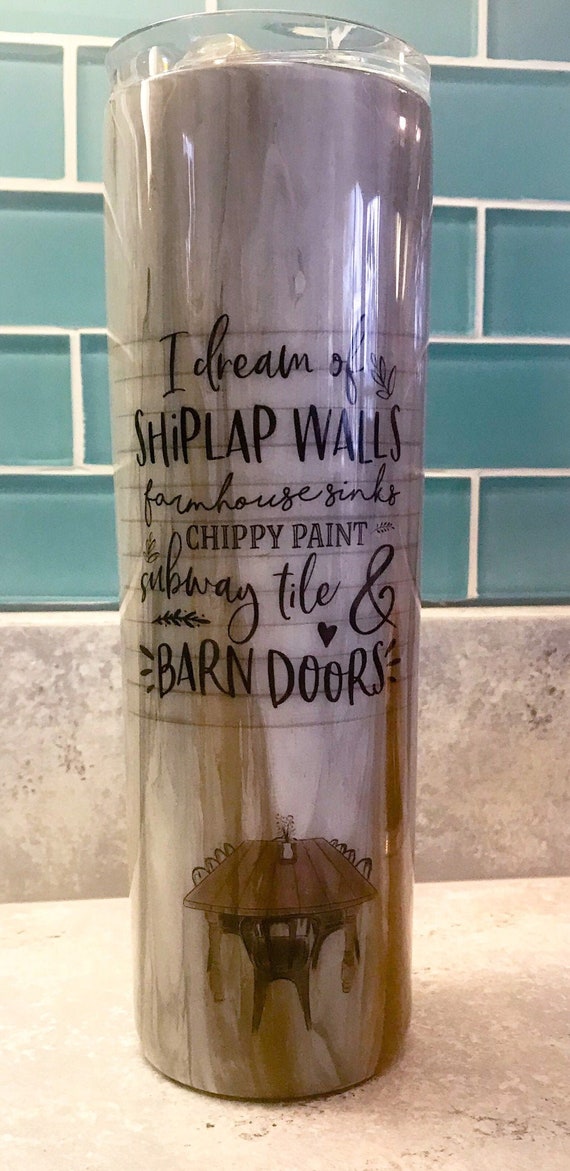 I dream of
SHiPLAP WALLS
farmhouse sinks
CHIPPY PAINT
subway tile &
BARN DOORS